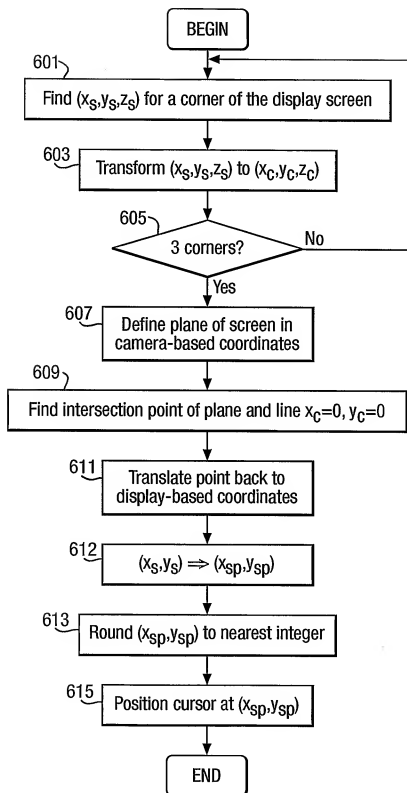 BEGIN
601
Find (xS,yS,zS) for a corner of the display screen
603
Transform (xS,yS,zS) to (xC,yC,zC)
605
3 corners?
No
Yes
607
Define plane of screen in
camera-based coordinates
609
Find intersection point of plane and line xC=0, yC=0
611
Translate point back to
display-based coordinates
612
(xS,yS) ⇒ (xSP,ySP)
613
Round (xSP,ySP) to nearest integer
615
Position cursor at (xSP,ySP)
END